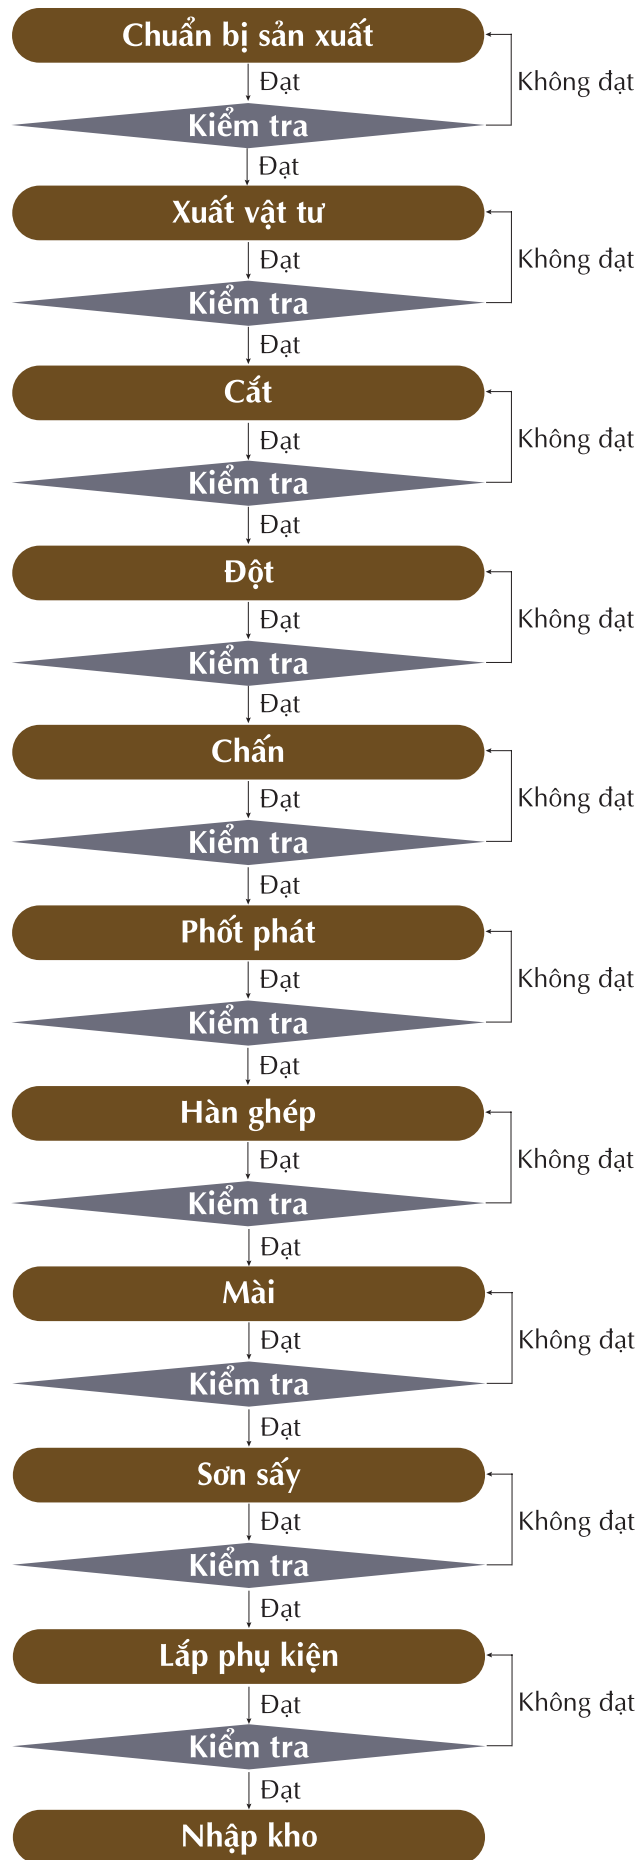 Chuẩn bị sản xuất
Đạt
Không đạt
Kiểm tra
Đạt
Xuất vật tư
Đạt
Không đạt
Kiểm tra
Đạt
Cắt
Đạt
Không đạt
Kiểm tra
Đạt
Đột
Đạt
Không đạt
Kiểm tra
Đạt
Chấn
Đạt
Không đạt
Kiểm tra
Đạt
Phốt phát
Đạt
Không đạt
Kiểm tra
Đạt
Hàn ghép
Đạt
Không đạt
Kiểm tra
Đạt
Mài
Đạt
Không đạt
Kiểm tra
Đạt
Sơn sấy
Đạt
Không đạt
Kiểm tra
Đạt
Lắp phụ kiện
Đạt
Không đạt
Kiểm tra
Đạt
Nhập kho